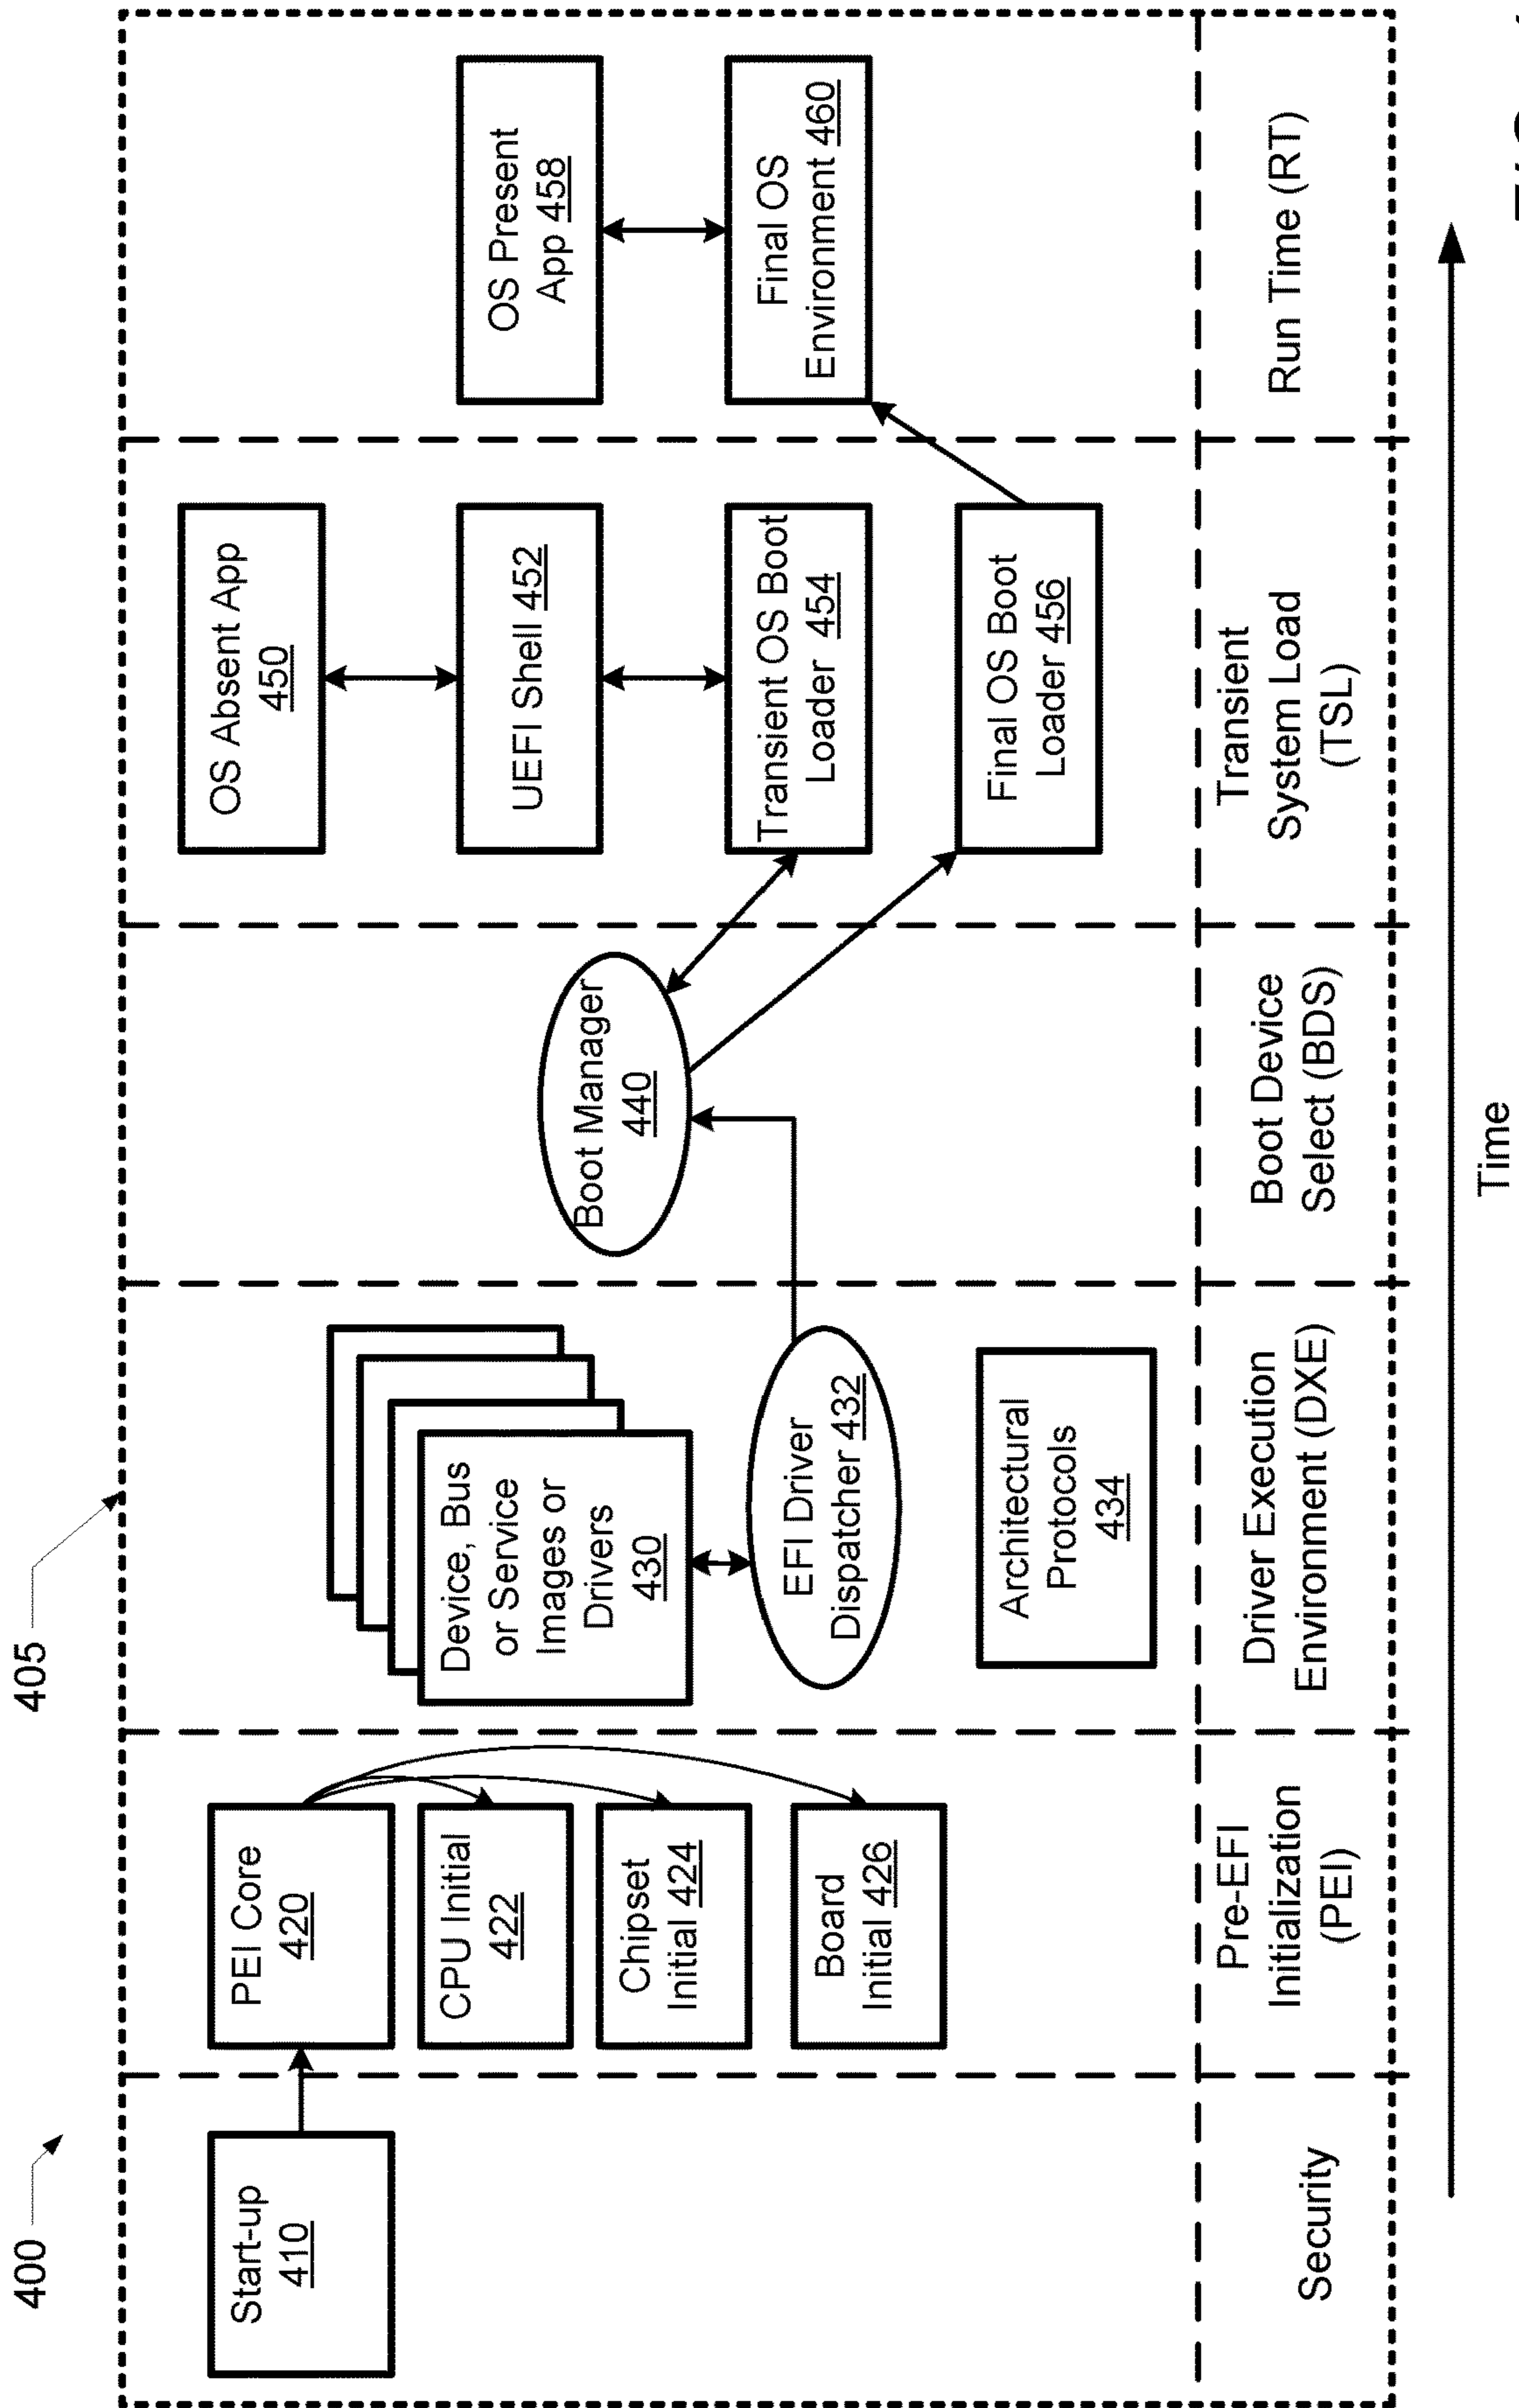 400
405
Start-up
410
PEI Core
420
CPU Initial
422
Chipset
Initial 424
Board
Initial 426
Device, Bus
or Service
Images or
Drivers
430
EFI Driver
Dispatcher 432
Architectural
Protocols
434
Boot Manager
440
OS Absent App
450
UEFI Shell 452
Transient OS Boot
Loader 454
Final OS Boot
Loader 456
OS Present
App 458
Final OS
Environment 460
Security
Pre-EFI
Initialization
(PEI)
Driver Execution
Environment (DXE)
Boot Device
Select (BDS)
Transient
System Load
(TSL)
Run Time (RT)
Time